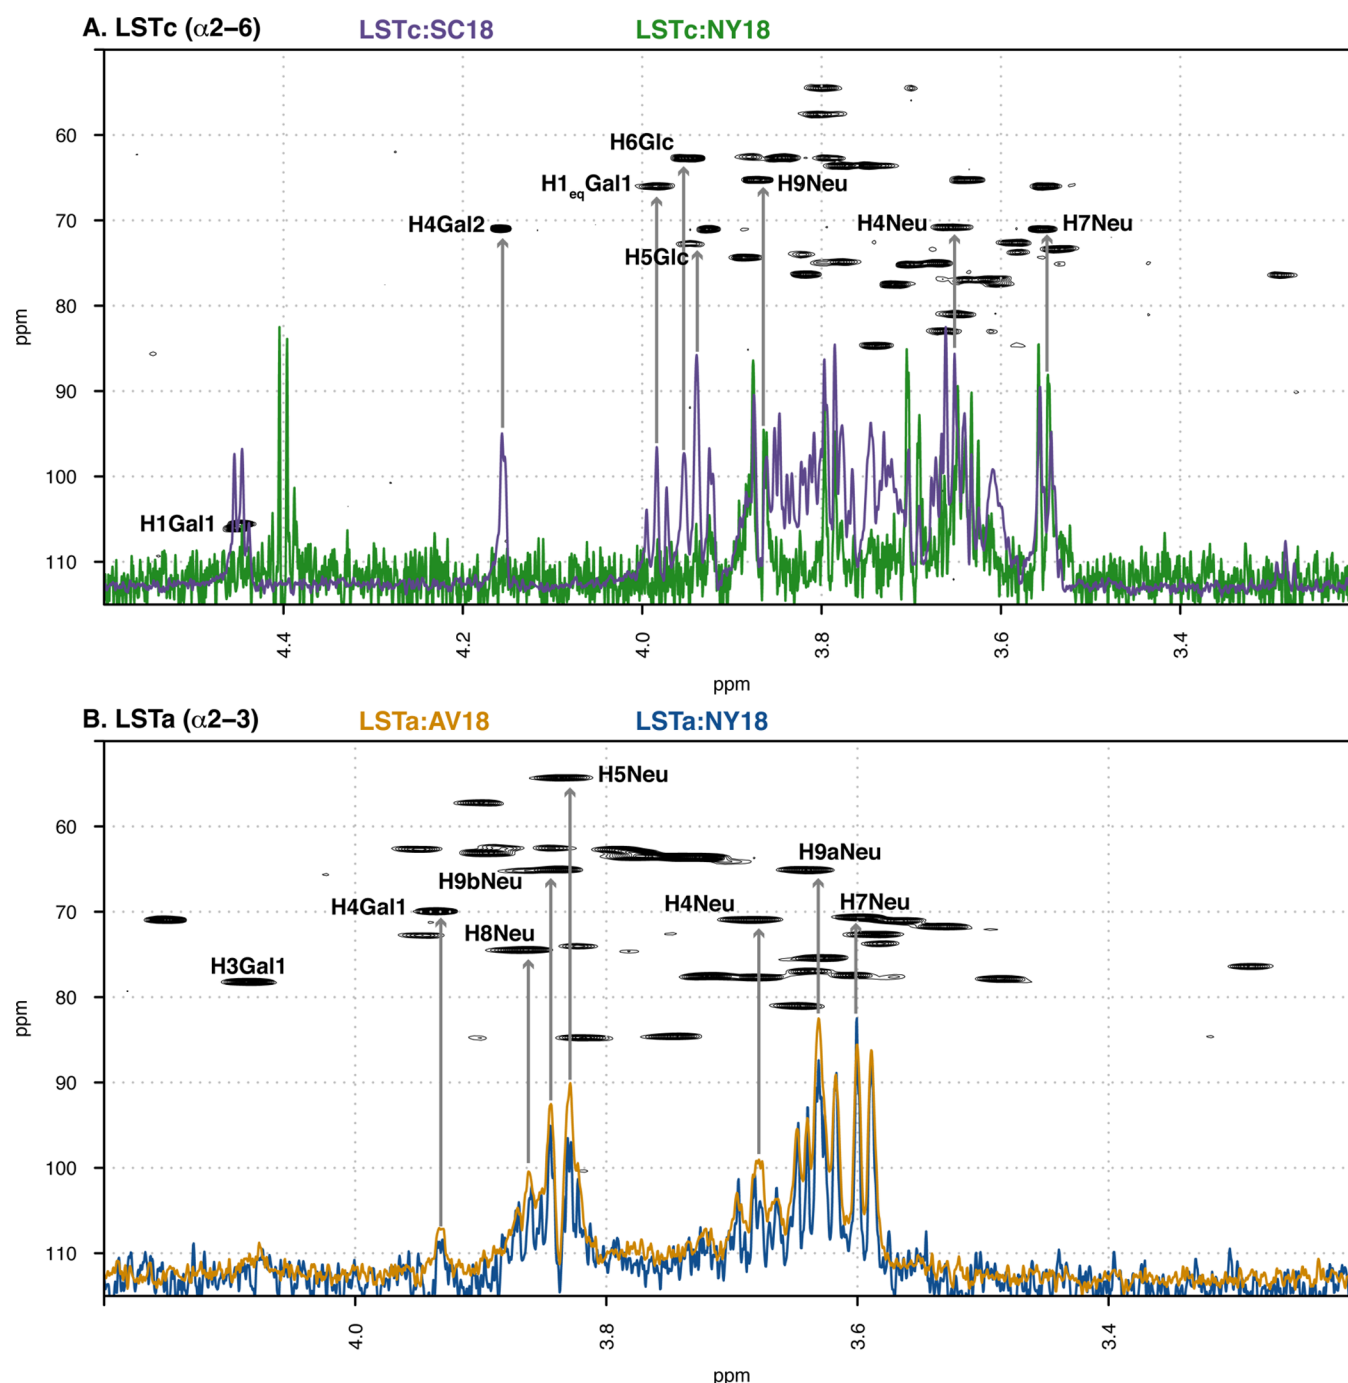 A. LSTc (α2–6) LSTc:SC18 LSTc:NY18
60
H6Glc
H1eqGal1 H9Neu
70
H4Gal2 H4Neu H7Neu
H5Glc
80
ppm
90
100
H1Gal1
110
4.4 4.2 4.0 3.8 3.6 3.4
ppm
B. LSTa (α2–3) LSTa:AV18 LSTa:NY18
H5Neu
60
H9aNeu
H9bNeu
70
H4Gal1 H4Neu H7Neu
H8Neu
H3Gal1
80
ppm
90
100
110
4.0 3.8 3.6 3.4
ppm